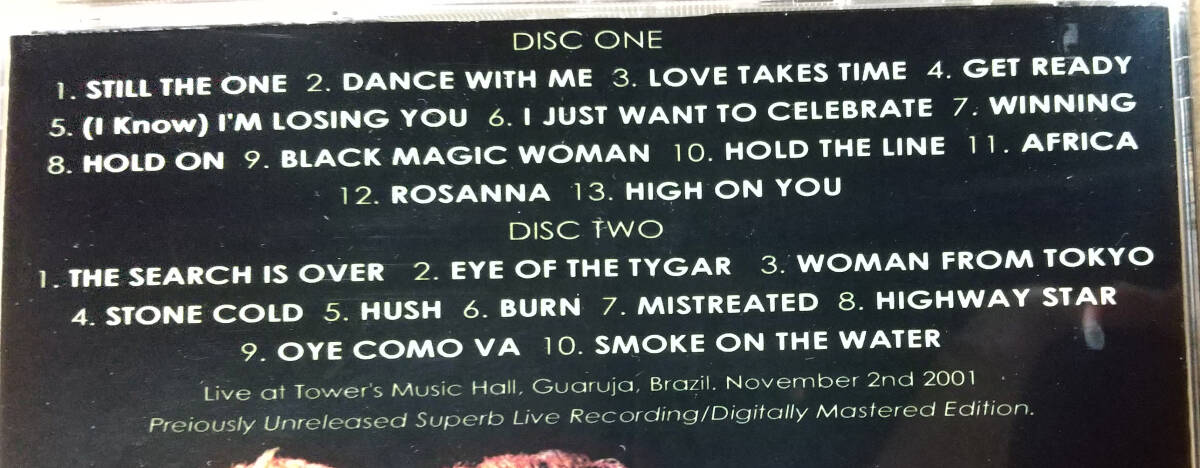 DISC ONE
1. STILL THE ONE 2. DANCE WITH ME 3. LOVE TAKES TIME 4. GET READY
5. (I Know) I'M LOSING YOU 6. I JUST WANT TO CELEBRATE 7. WINNING
8. HOLD ON 9. BLACK MAGIC WOMAN 10. HOLD THE LINE 11. AFRICA
12. ROSANNA 13. HIGH ON YOU
DISC TWO
1. THE SEARCH IS OVER 2. EYE OF THE TYGAR 3. WOMAN FROM TOKYO
4. STONE COLD 5. HUSH 6. BURN 7. MISTREATED 8. HIGHWAY STAR
9. OYE COMO VA 10. SMOKE ON THE WATER
Live at Tower's Music Hall, Guaruja, Brazil. November 2nd 2001
Preiously Unreleased Superb Live Recording/Digitally Mastered Edition.